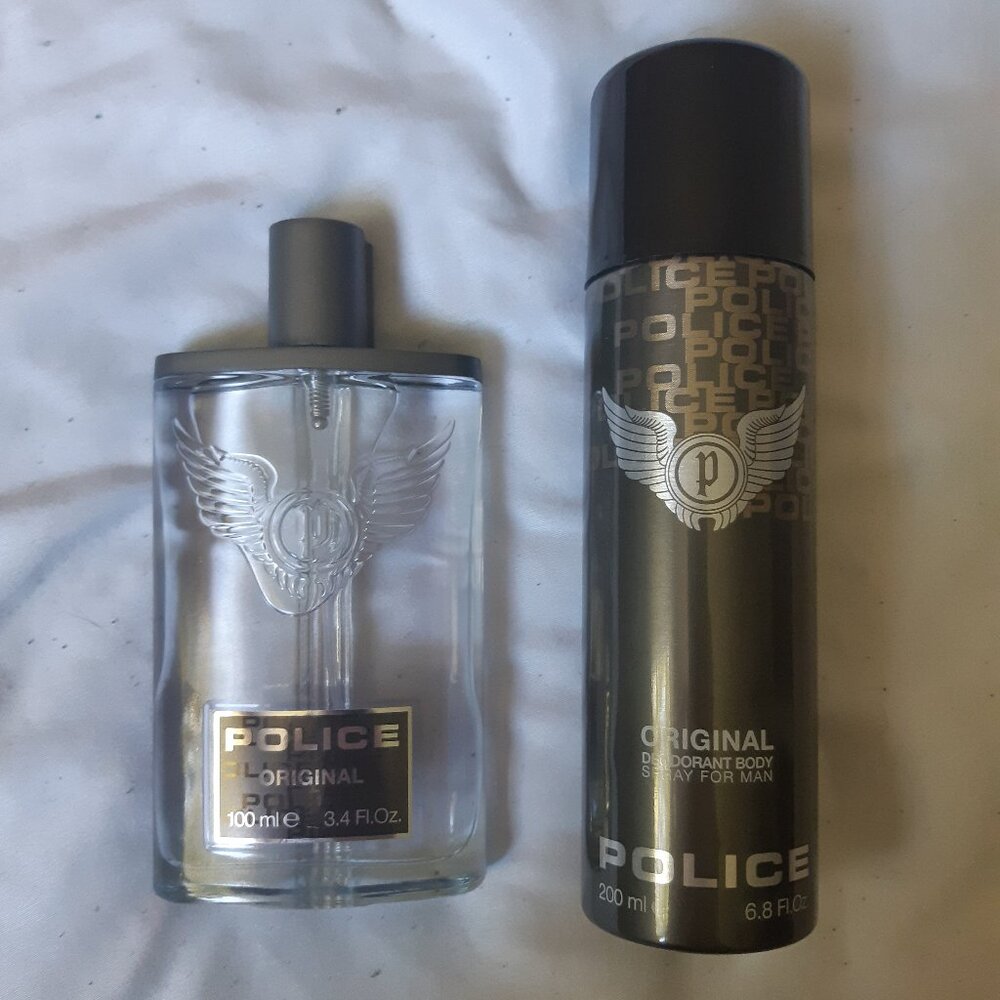 P
POLICE
ORIGINAL
100 ml e 3.4 Fl.Oz.
POLICE
POLICE
POLICE
P
ORIGINAL
DEODORANT BODY
SPRAY FOR MAN
POLICE
200 ml e 6.8 Fl.Oz